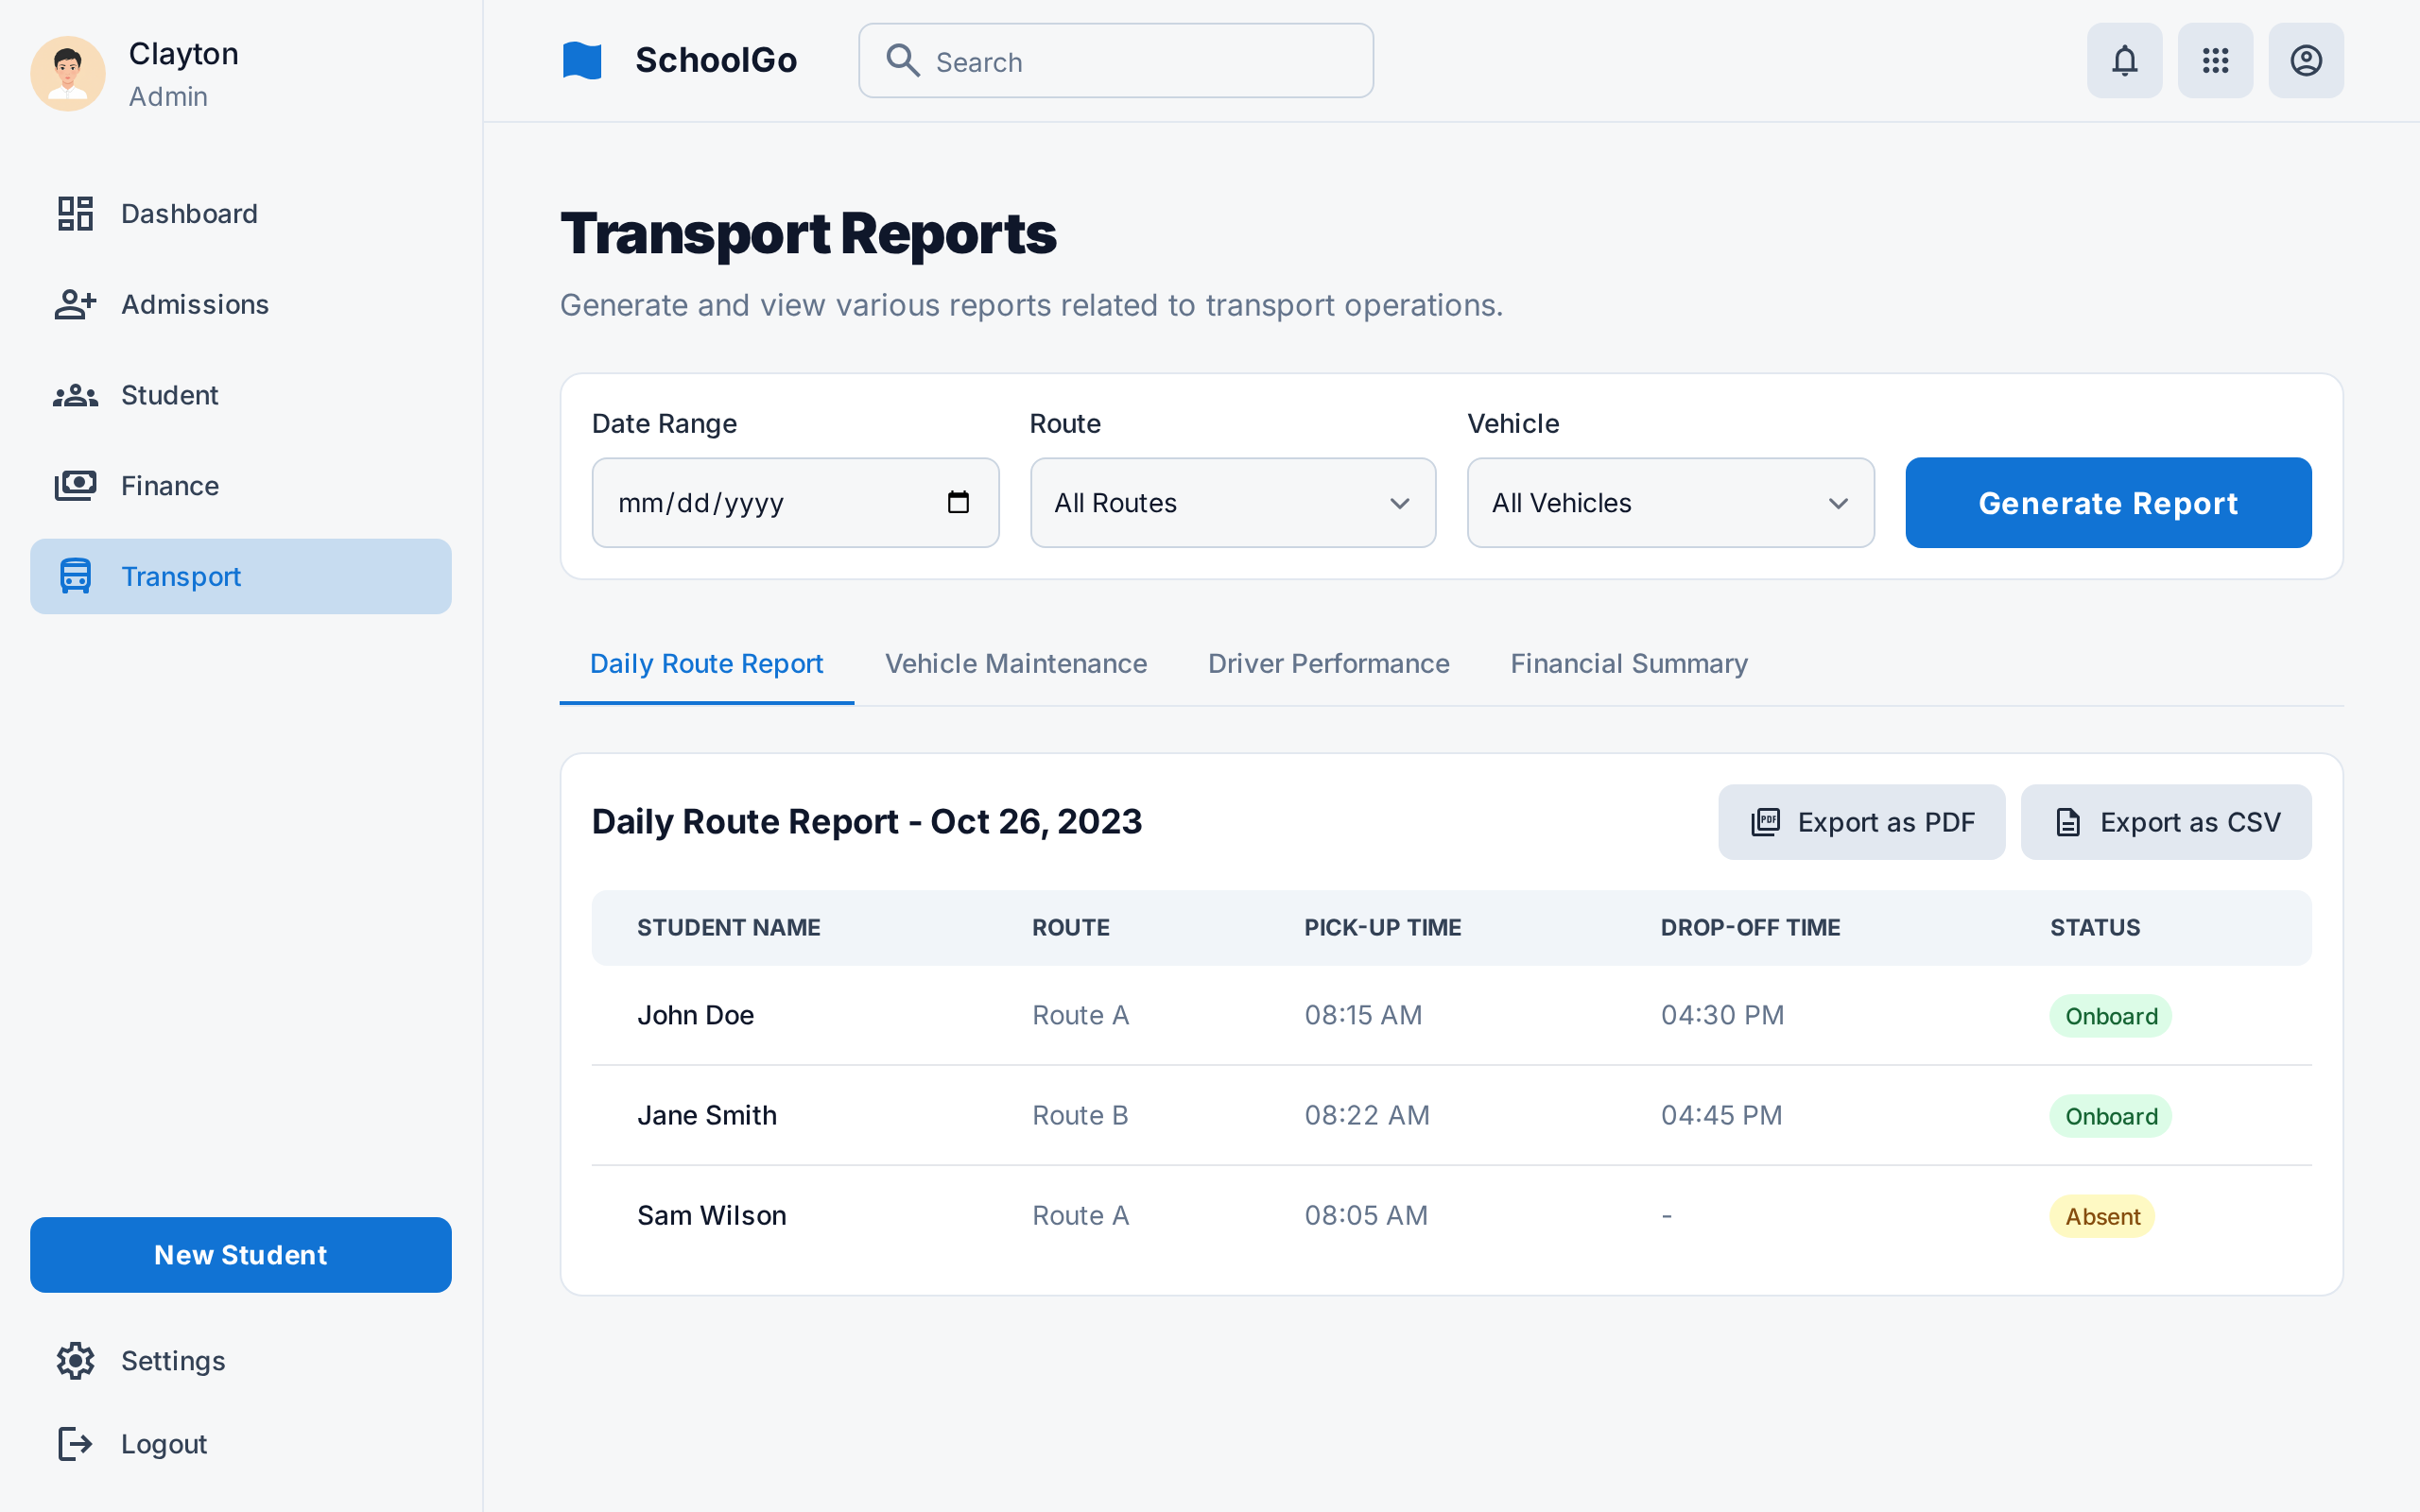 Clayton
Admin
Dashboard
Admissions
Student
Finance
Transport
New Student
Settings
Logout
SchoolGo
Search
Transport Reports
Generate and view various reports related to transport operations.
Date Range
Route
Vehicle
mm/dd/yyyy
All Routes
All Vehicles
Generate Report
Daily Route Report
Vehicle Maintenance
Driver Performance
Financial Summary
Daily Route Report - Oct 26, 2023
PDF
Export as PDF
Export as CSV
STUDENT NAME ROUTE PICK-UP TIME DROP-OFF TIME STATUS
John Doe Route A 08:15 AM 04:30 PM Onboard
Jane Smith Route B 08:22 AM 04:45 PM Onboard
Sam Wilson Route A 08:05 AM - Absent